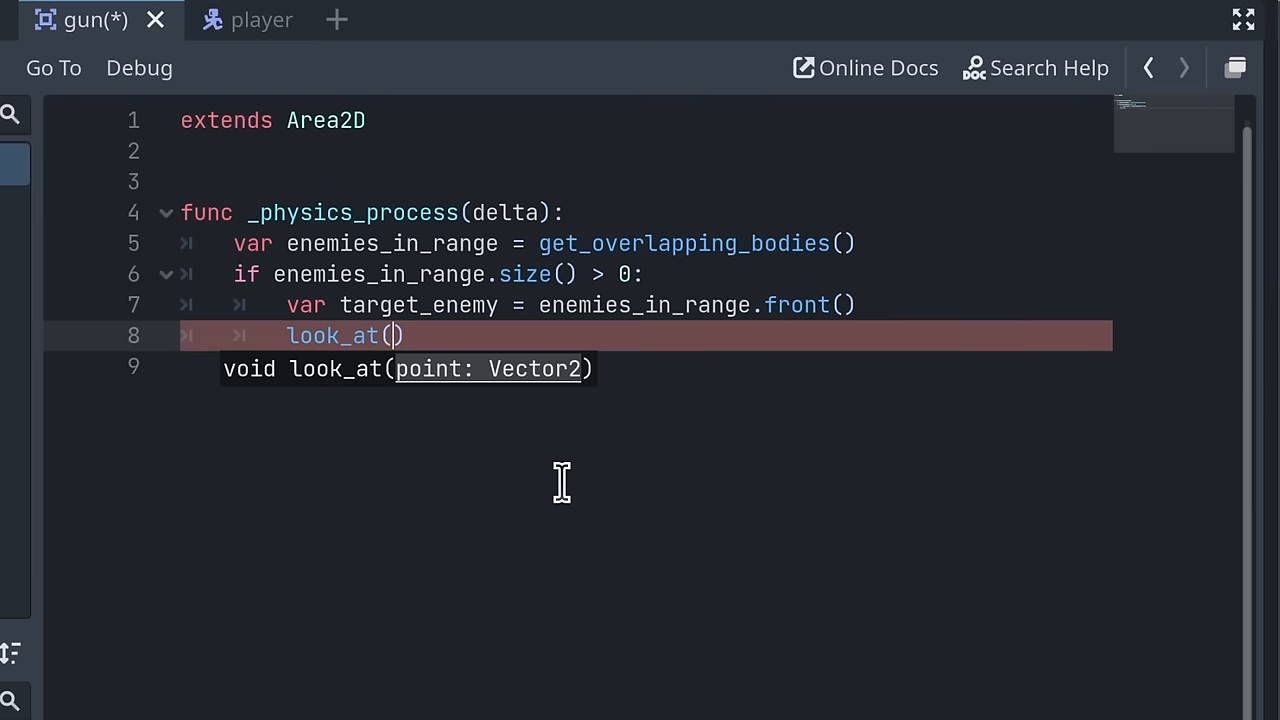 gun(*)
player
Go To
Debug
Online Docs
Search Help
1 extends Area2D
2
3
4 func _physics_process(delta):
5 var enemies_in_range = get_overlapping_bodies()
6 if enemies_in_range.size() > 0:
7 var target_enemy = enemies_in_range.front()
8 look_at()
9
void look_at(point: Vector2)